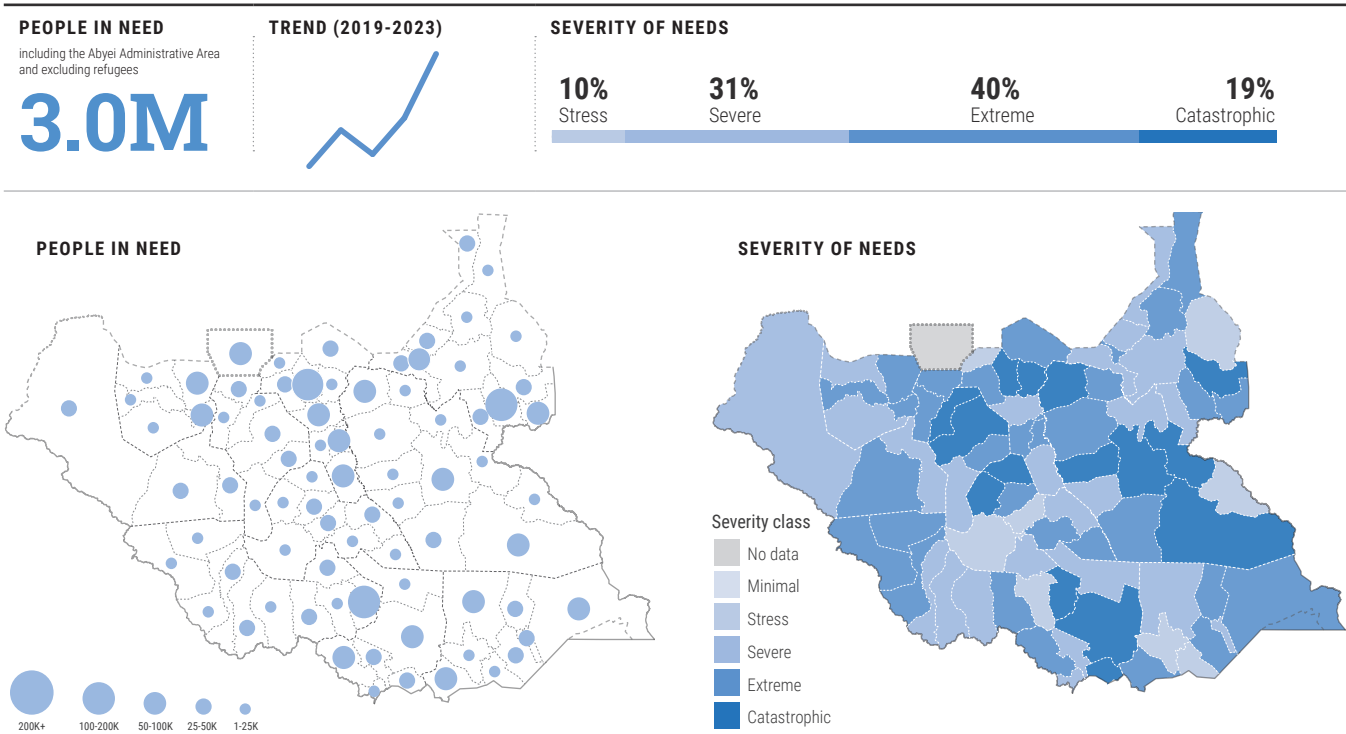 PEOPLE IN NEED
including the Abyei Administrative Area
and excluding refugees
3.0M
TREND (2019-2023)
SEVERITY OF NEEDS
10%
Stress
31%
Severe
40%
Extreme
19%
Catastrophic
PEOPLE IN NEED
200K+
100-200K
50-100K
25-50K
1-25K
SEVERITY OF NEEDS
Severity class
No data
Minimal
Stress
Severe
Extreme
Catastrophic